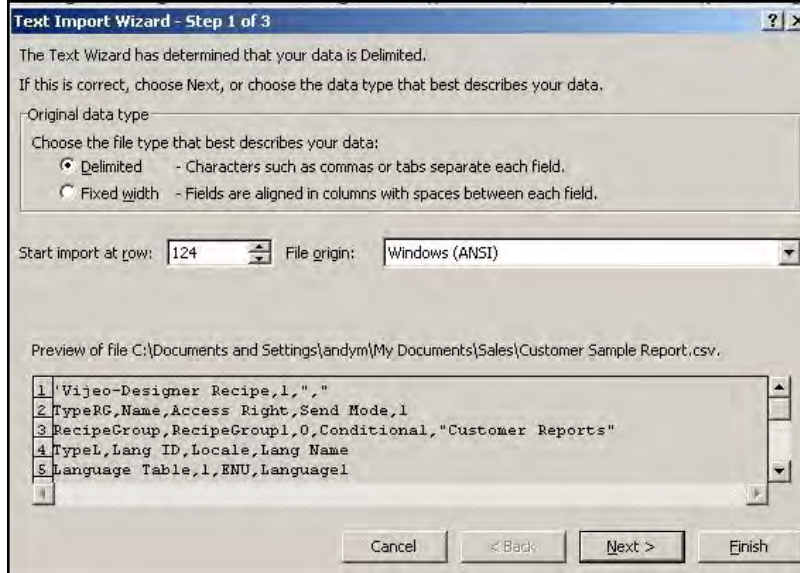 Text Import Wizard - Step 1 of 3
The Text Wizard has determined that your data is Delimited.
If this is correct, choose Next, or choose the data type that best describes your data.
Original data type
Choose the file type that best describes your data:
Delimited - Characters such as commas or tabs separate each field.
Fixed width - Fields are aligned in columns with spaces between each field.
Start import at row: 124 File origin: Windows (ANSI)
Preview of file C:\Documents and Settings\andym\My Documents\Sales\Customer Sample Report.csv.
1 'Vijeo-Designer Recipe,1,","
2 TypeRG,Name,Access Right,Send Mode,1
3 RecipeGroup,RecipeGroup1,0,Conditional,"Customer Reports"
4 TypeL,Lang ID,Locale,Lang Name
5 Language Table,1,ENU,Language1
Cancel < Back Next > Finish